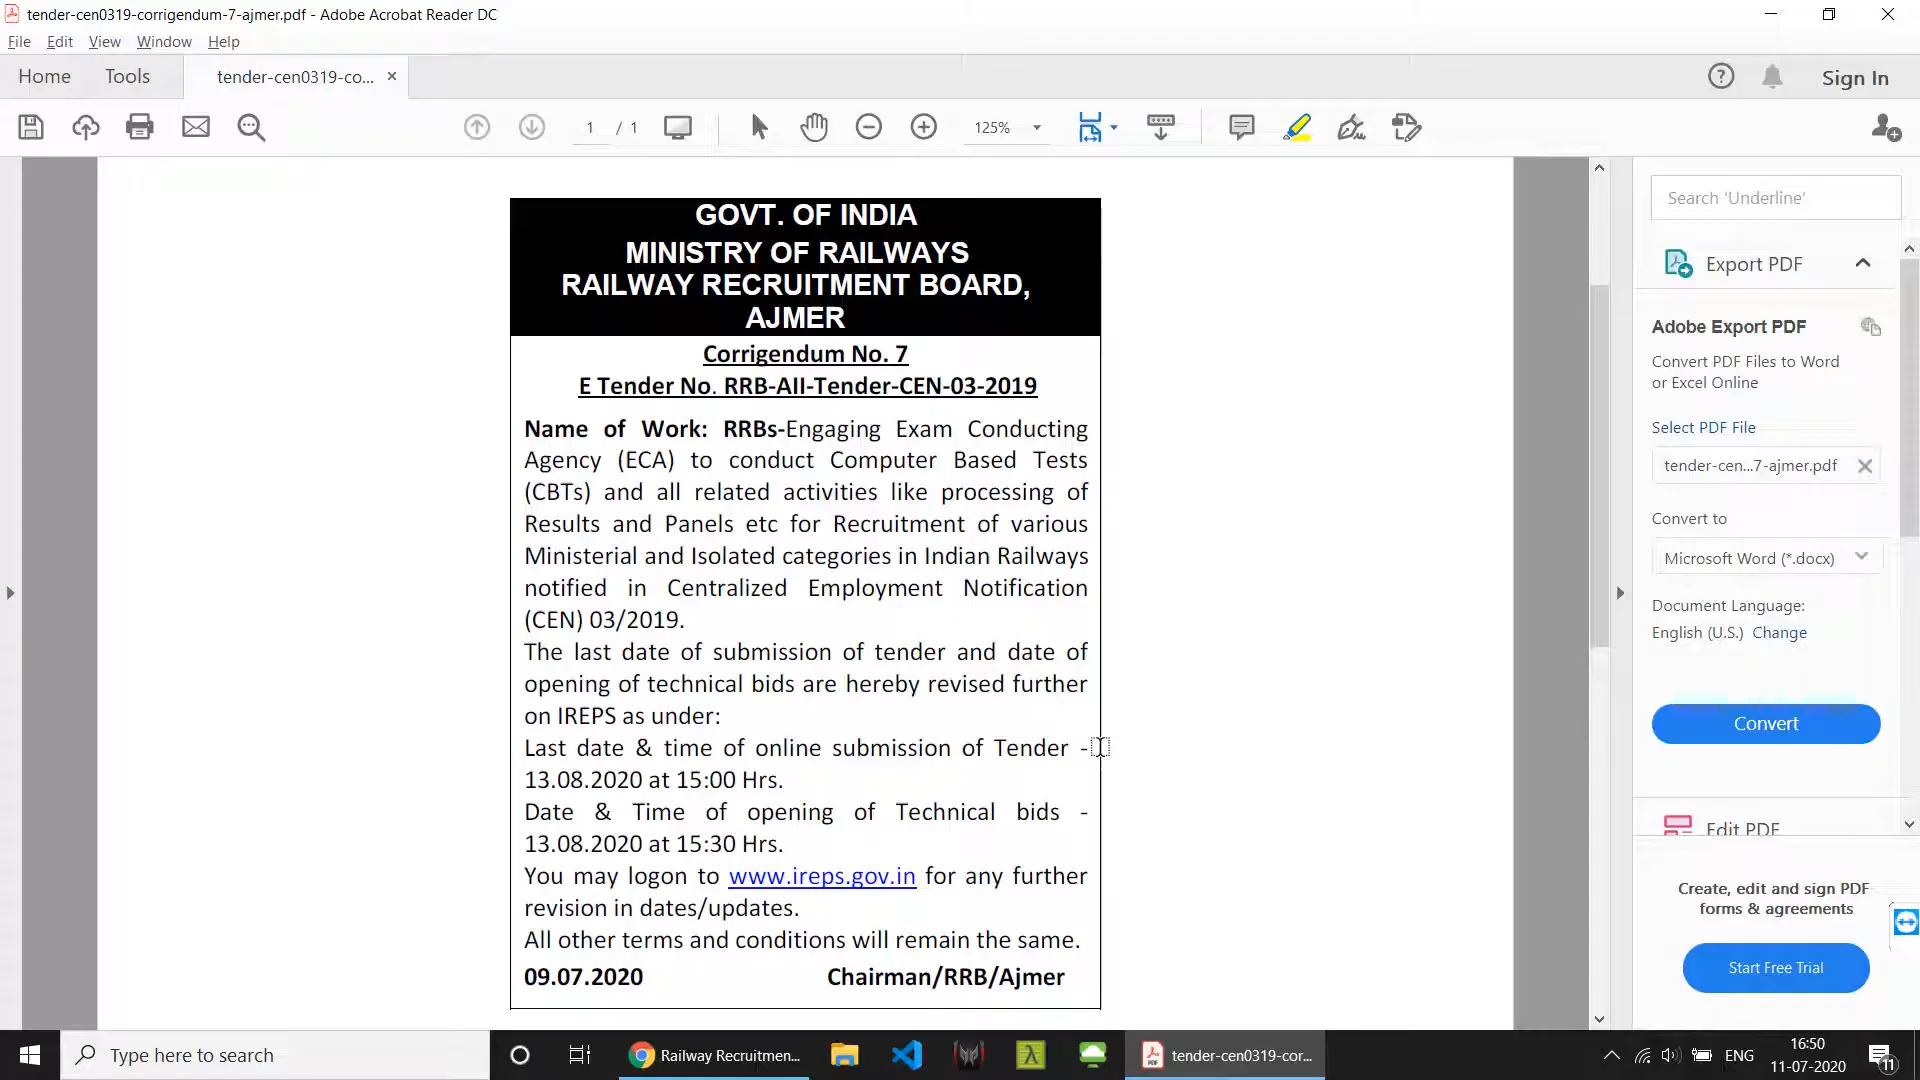 tender-cen0319-corrigendum-7-ajmer.pdf - Adobe Acrobat Reader DC
File Edit View Window Help
Home Tools tender-cen0319-co... × ? Sign In
1 / 1 125%
GOVT. OF INDIA
MINISTRY OF RAILWAYS
RAILWAY RECRUITMENT BOARD,
AJMER
Corrigendum No. 7
E Tender No. RRB-AII-Tender-CEN-03-2019
Name of Work: RRBs-Engaging Exam Conducting
Agency (ECA) to conduct Computer Based Tests
(CBTs) and all related activities like processing of
Results and Panels etc for Recruitment of various
Ministerial and Isolated categories in Indian Railways
notified in Centralized Employment Notification
(CEN) 03/2019.
The last date of submission of tender and date of
opening of technical bids are hereby revised further
on IREPS as under:
Last date & time of online submission of Tender -
13.08.2020 at 15:00 Hrs.
Date & Time of opening of Technical bids -
13.08.2020 at 15:30 Hrs.
You may logon to www.ireps.gov.in for any further
revision in dates/updates.
All other terms and conditions will remain the same.
09.07.2020 Chairman/RRB/Ajmer
Search 'Underline'
Export PDF
Adobe Export PDF
Convert PDF Files to Word
or Excel Online
Select PDF File
tender-cen...7-ajmer.pdf
Convert to
Microsoft Word (*.docx)
Document Language:
English (U.S.) Change
Convert
Edit PDF
Create, edit and sign PDF
forms & agreements
Start Free Trial
Type here to search
Railway Recruitmen...
tender-cen0319-cor...
ENG
16:50
11-07-2020
11